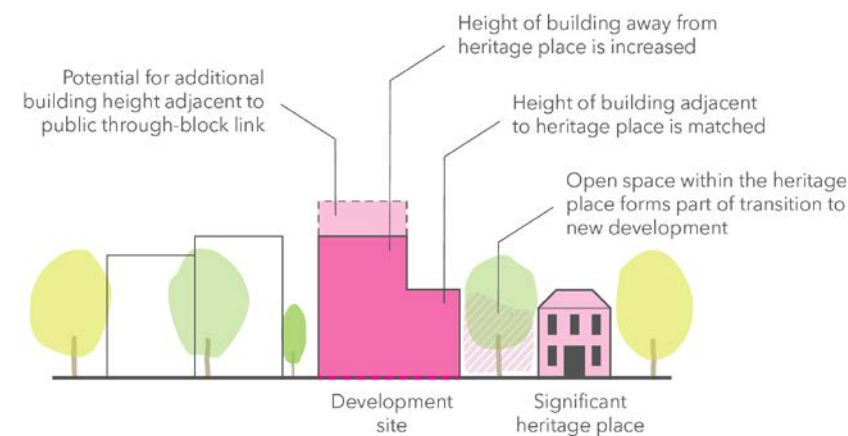 Height of building away from
heritage place is increased
Potential for additional
building height adjacent to
public through-block link
Height of building adjacent
to heritage place is matched
Open space within the heritage
place forms part of transition to
new development
Development
site
Significant
heritage place